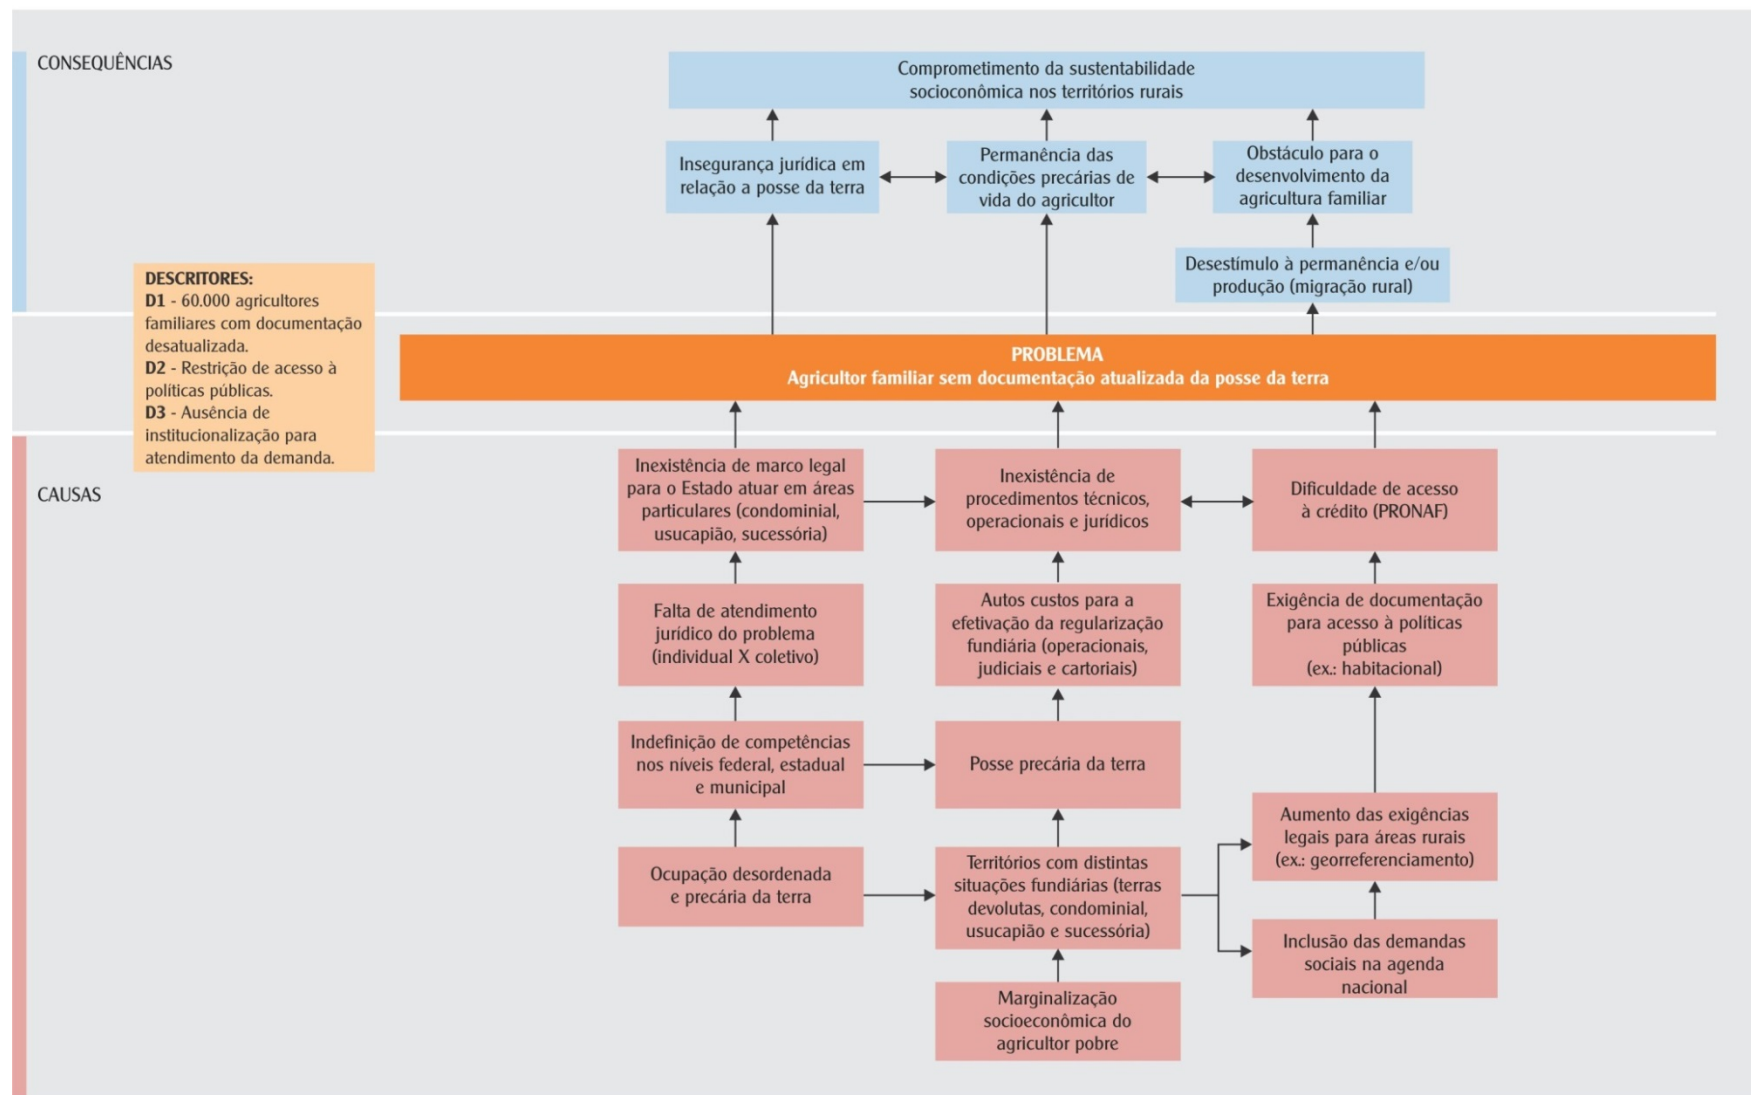 CONSEQUÊNCIAS
Comprometimento da sustentabilidade
socioconômica nos territórios rurais
Insegurança jurídica em
relação a posse da terra
Permanência das
condições precárias de
vida do agricultor
Obstáculo para o
desenvolvimento da
agricultura familiar
Desestímulo à permanência e/ou
produção (migração rural)
DESCRITORES:
D1 - 60.000 agricultores
familiares com documentação
desatualizada.
D2 - Restrição de acesso à
políticas públicas.
D3 - Ausência de
institucionalização para
atendimento da demanda.
PROBLEMA
Agricultor familiar sem documentação atualizada da posse da terra
CAUSAS
Inexistência de marco legal
para o Estado atuar em áreas
particulares (condominial,
usucapião, sucessória)
Inexistência de
procedimentos técnicos,
operacionais e jurídicos
Dificuldade de acesso
à crédito (PRONAF)
Falta de atendimento
jurídico do problema
(individual X coletivo)
Autos custos para a
efetivação da regularização
fundiária (operacionais,
judiciais e cartoriais)
Exigência de documentação
para acesso à políticas
públicas
(ex.: habitacional)
Indefinição de competências
nos níveis federal, estadual
e municipal
Posse precária da terra
Aumento das exigências
legais para áreas rurais
(ex.: georreferenciamento)
Ocupação desordenada
e precária da terra
Territórios com distintas
situações fundiárias (terras
devolutas, condominial,
usucapião e sucessória)
Inclusão das demandas
sociais na agenda
nacional
Marginalização
socioeconômica do
agricultor pobre